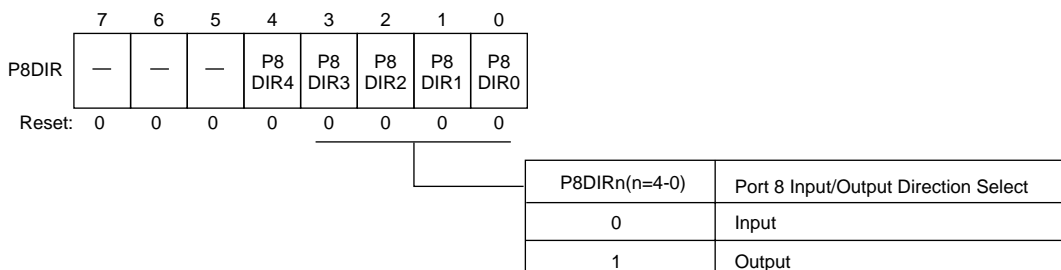 7 6 5 4 3 2 1 0
P8DIR — — — P8 DIR4 P8 DIR3 P8 DIR2 P8 DIR1 P8 DIR0
Reset: 0 0 0 0 0 0 0 0
P8DIRn(n=4-0) Port 8 Input/Output Direction Select
0 Input
1 Output